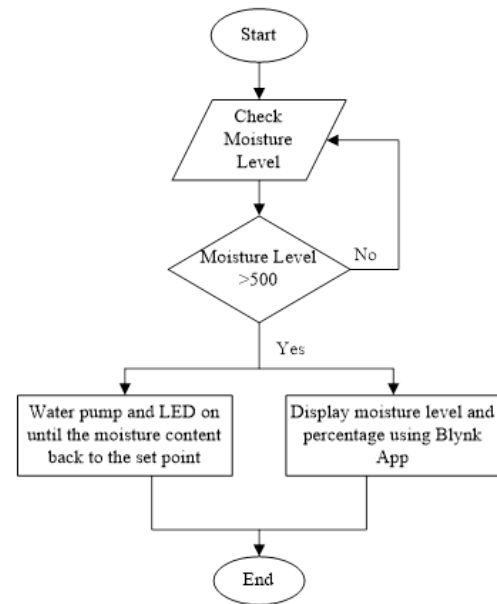 Start
Check
Moisture
Level
Moisture Level
>500
No
Yes
Water pump and LED on
until the moisture content
back to the set point
Display moisture level and
percentage using Blynk
App
End